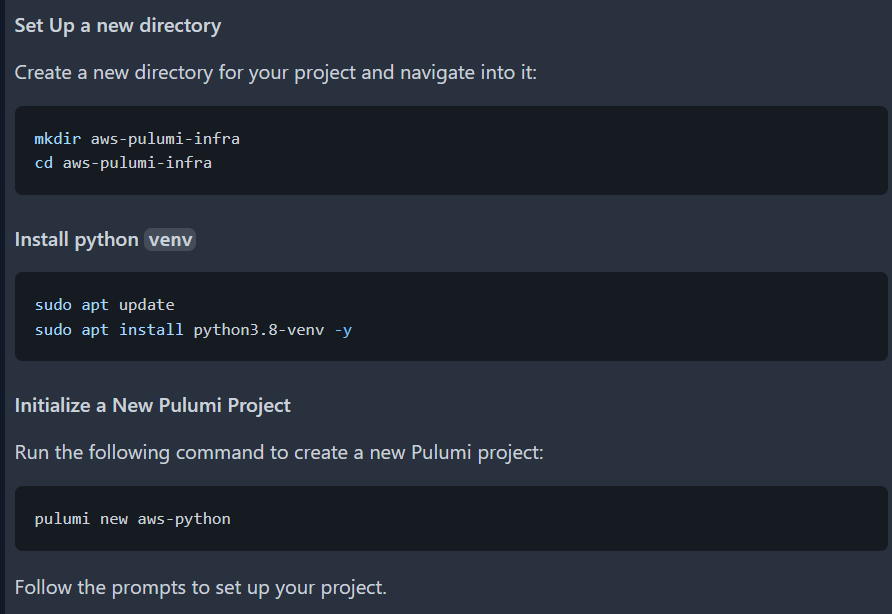 Set Up a new directory
Create a new directory for your project and navigate into it:
mkdir aws-pulumi-infra
cd aws-pulumi-infra
Install python venv
sudo apt update
sudo apt install python3.8-venv -y
Initialize a New Pulumi Project
Run the following command to create a new Pulumi project:
pulumi new aws-python
Follow the prompts to set up your project.